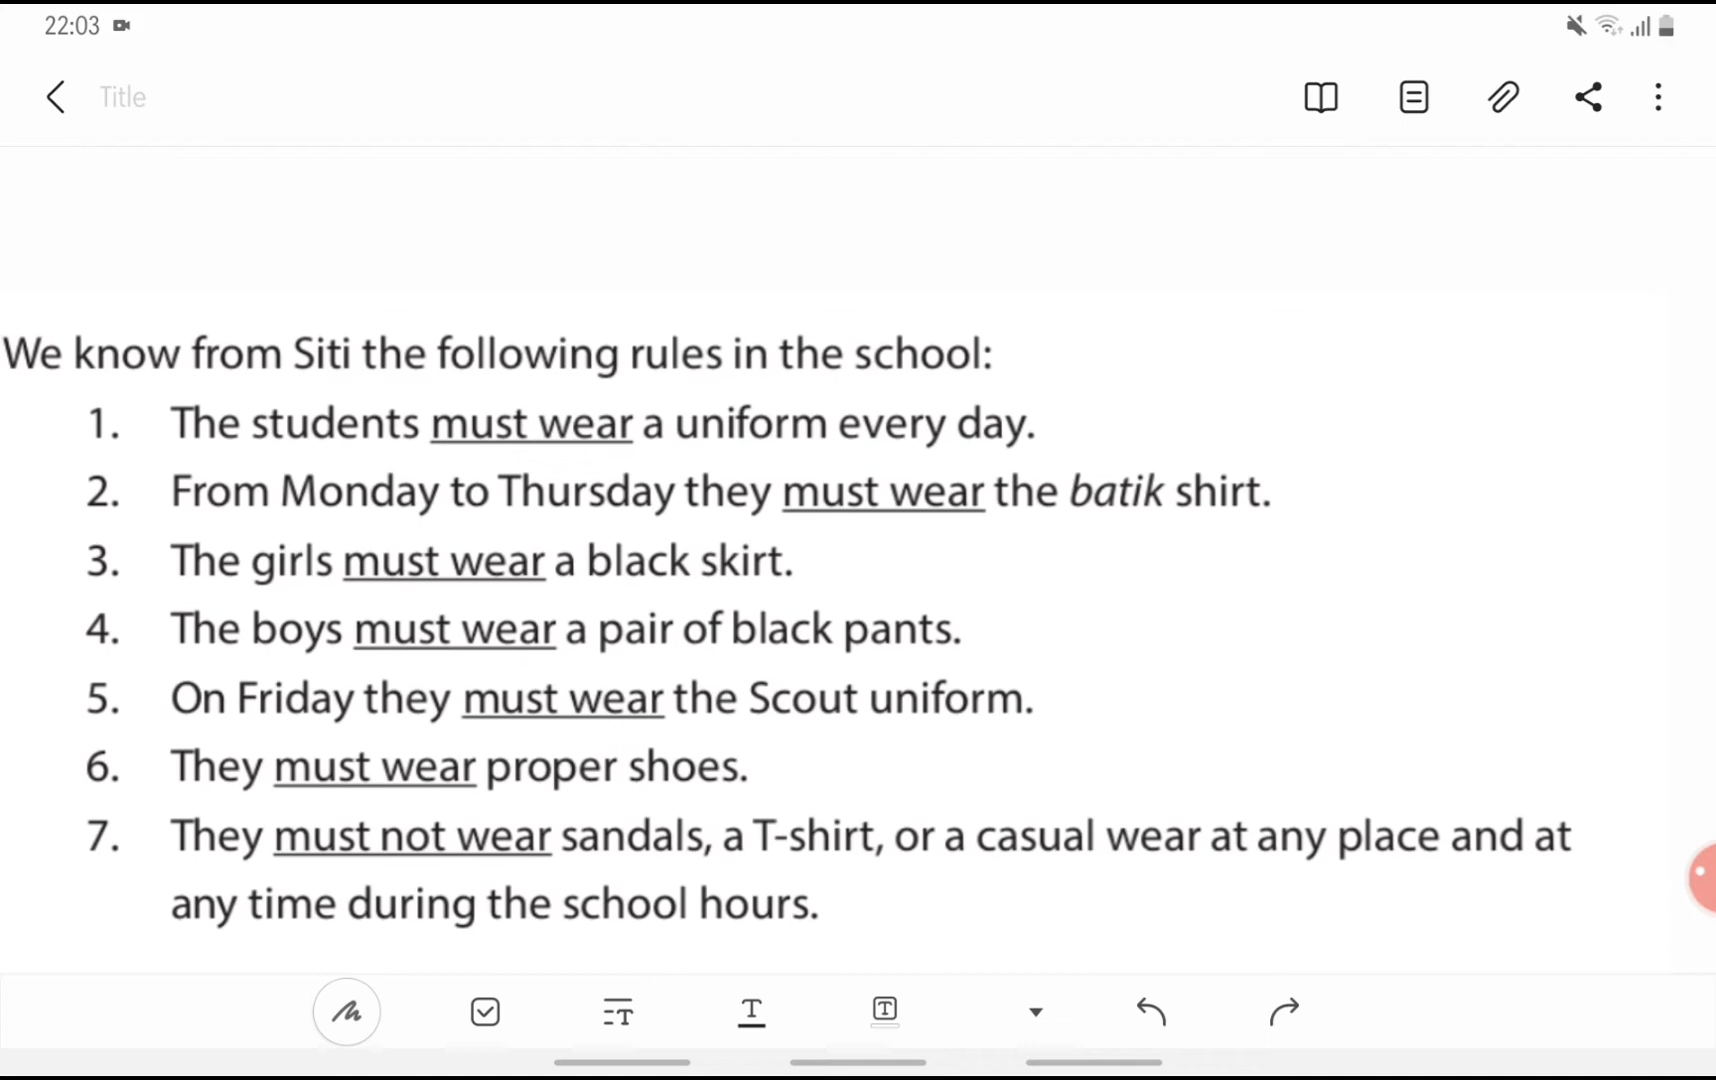 22:03
Title
We know from Siti the following rules in the school:
1. The students must wear a uniform every day.
2. From Monday to Thursday they must wear the batik shirt.
3. The girls must wear a black skirt.
4. The boys must wear a pair of black pants.
5. On Friday they must wear the Scout uniform.
6. They must wear proper shoes.
7. They must not wear sandals, a T-shirt, or a casual wear at any place and at
any time during the school hours.